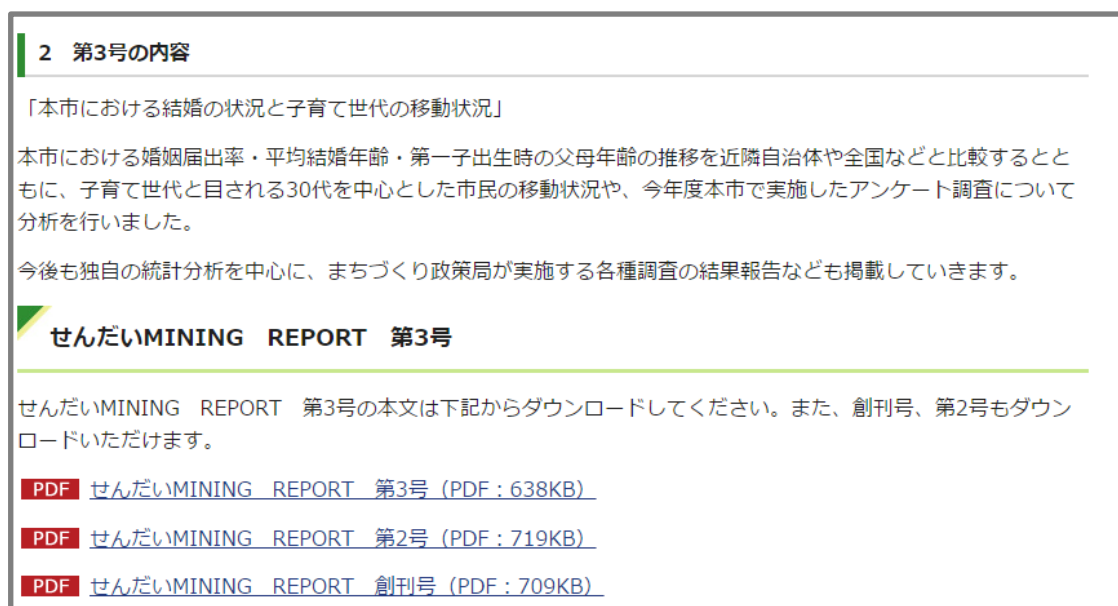 2　第3号の内容
「本市における結婚の状況と子育て世代の移動状況」
本市における婚姻届出率・平均結婚年齢・第一子出生時の父母年齢の推移を近隣自治体や全国などと比較するとと
もに、子育て世代と目される30代を中心とした市民の移動状況や、今年度本市で実施したアンケート調査について
分析を行いました。
今後も独自の統計分析を中心に、まちづくり政策局が実施する各種調査の結果報告なども掲載していきます。
せんだいMINING　REPORT　第3号
せんだいMINING　REPORT　第3号の本文は下記からダウンロードしてください。また、創刊号、第2号もダウン
ロードいただけます。
PDF せんだいMINING　REPORT　第3号（PDF：638KB）
PDF せんだいMINING　REPORT　第2号（PDF：719KB）
PDF せんだいMINING　REPORT　創刊号（PDF：709KB）